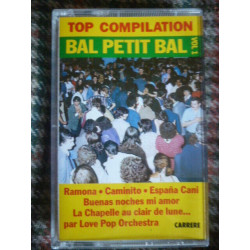 TOP COMPILATION
BAL PETIT BAL VOL 1
Ramona • Caminito • España Cani
Buenas noches mi amor
La Chapelle au clair de lune...
par Love Pop Orchestra
CARRERE